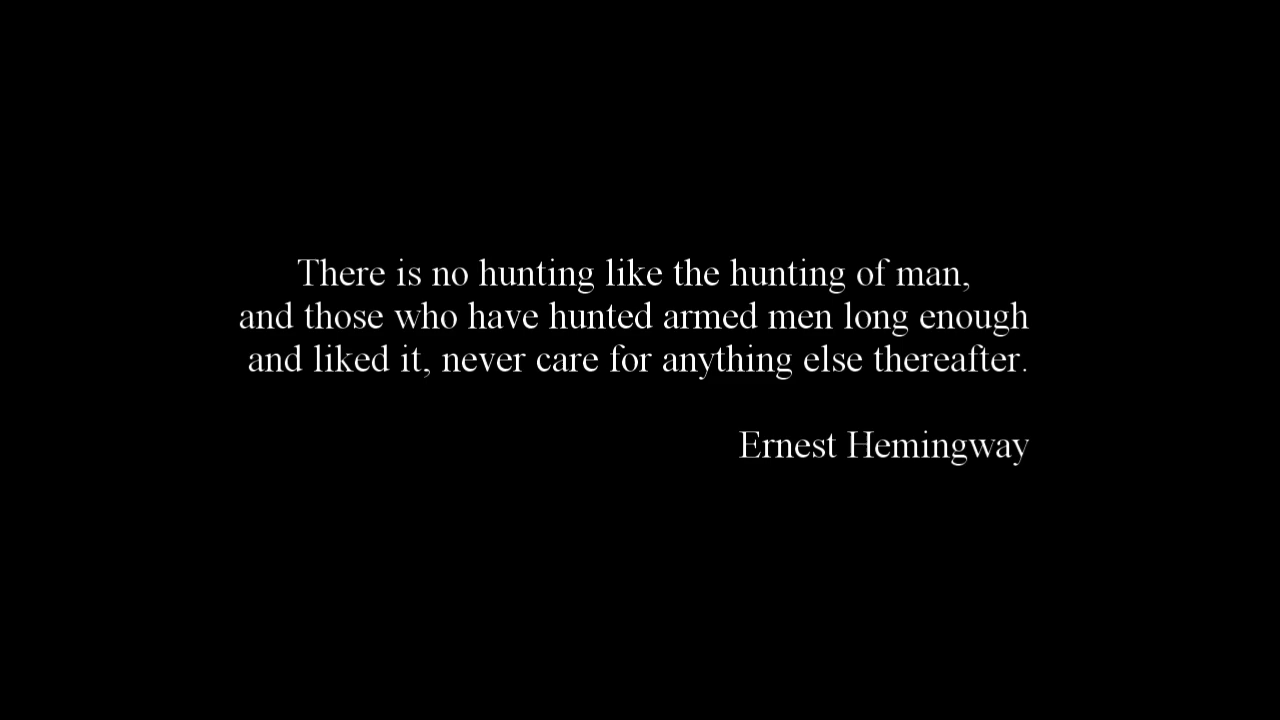 There is no hunting like the hunting of man,
and those who have hunted armed men long enough
and liked it, never care for anything else thereafter.
Ernest Hemingway